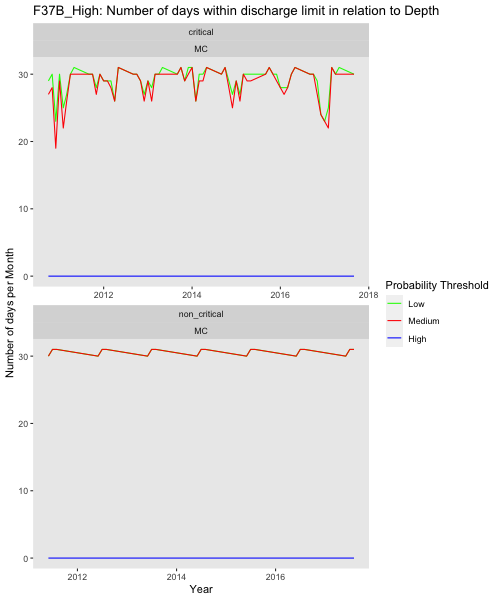 F37B_High: Number of days within discharge limit in relation to Depth
critical
MC
30
20
10
0
2012
2014
2016
2018
non_critical
MC
30
20
10
0
2012
2014
2016
Year
Number of days per Month
Probability Threshold
Low
Medium
High